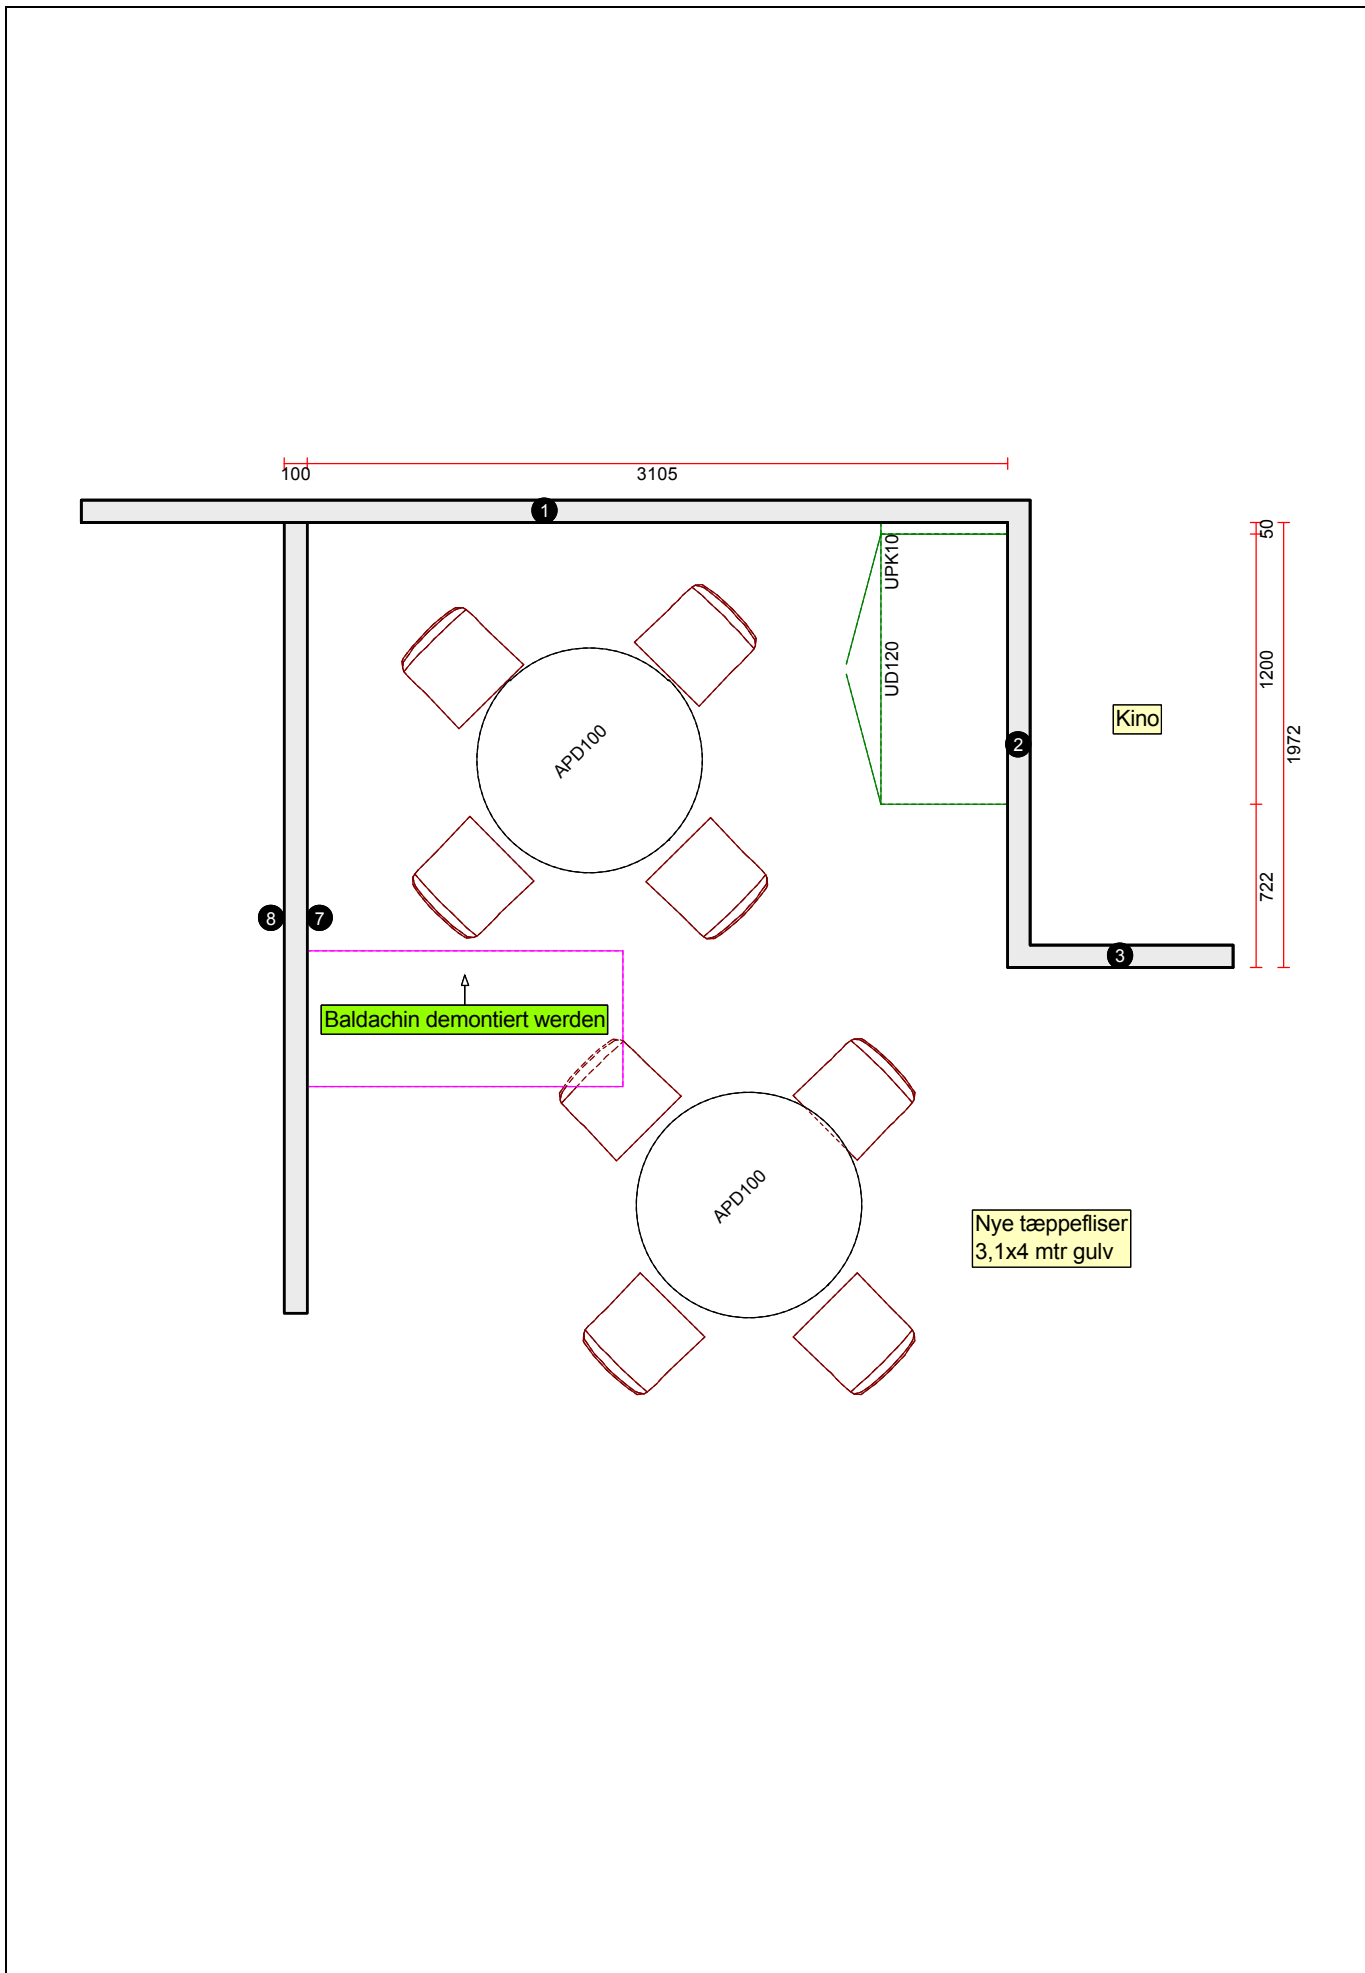 100
3105
1
50
UPK10
UD120
1200
Kino
1972
2
APD100
722
8
7
3
Baldachin demontiert werden
APD100
Nye tæppefliser
3,1x4 mtr gulv